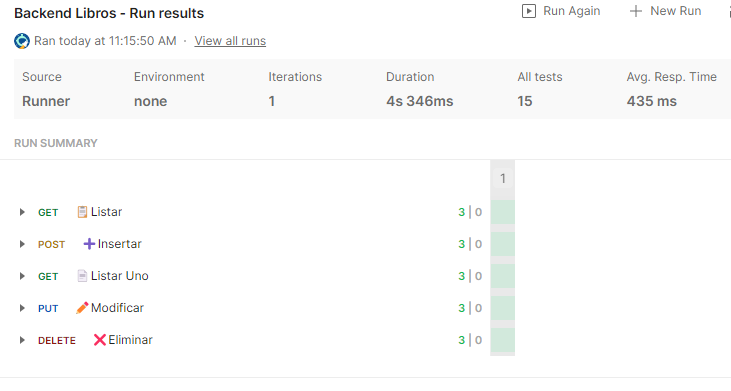 Backend Libros - Run results
Run Again
New Run
Ran today at 11:15:50 AM · View all runs
Source Environment Iterations Duration All tests Avg. Resp. Time
Runner none 1 4s 346ms 15 435 ms
RUN SUMMARY
1
GET Listar 3 | 0
POST Insertar 3 | 0
GET Listar Uno 3 | 0
PUT Modificar 3 | 0
DELETE Eliminar 3 | 0